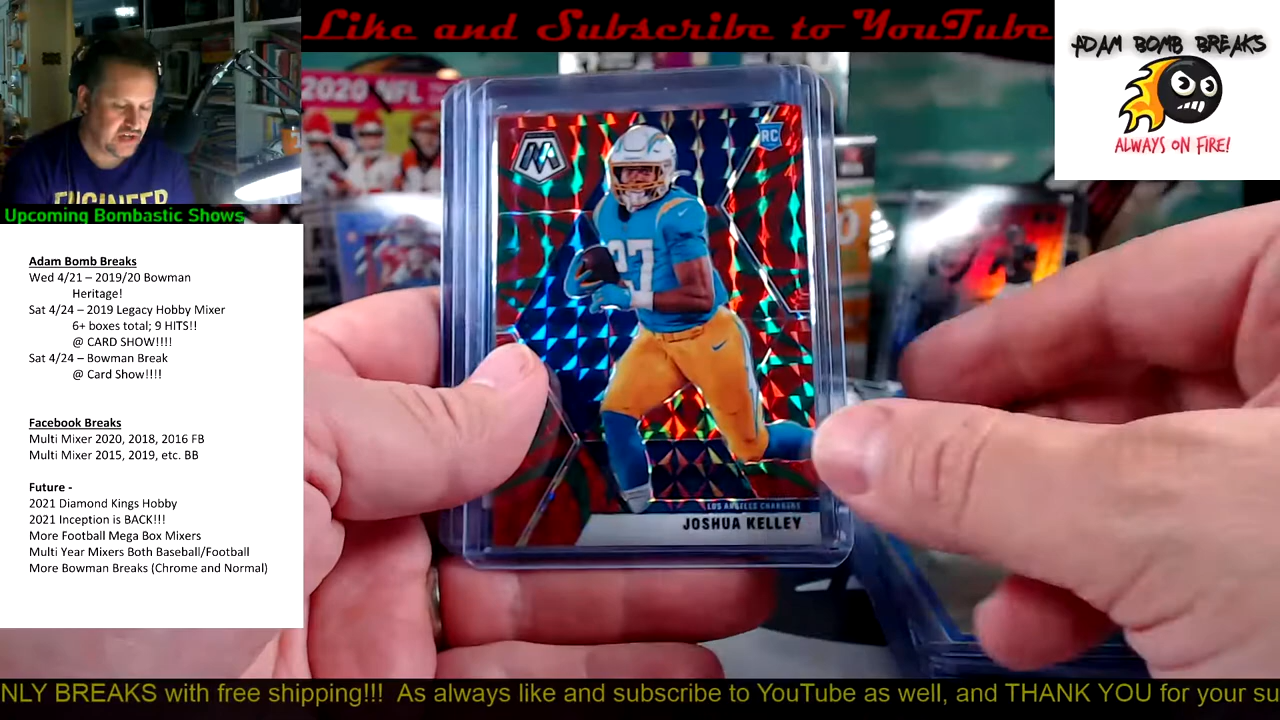 Like and Subscribe to YouTube
ADAM BOMB BREAKS
ALWAYS ON FIRE!
ENGINEER
Upcoming Bombastic Shows
Adam Bomb Breaks
Wed 4/21 – 2019/20 Bowman
Heritage!
Sat 4/24 – 2019 Legacy Hobby Mixer
6+ boxes total; 9 HITS!!
@ CARD SHOW!!!!
Sat 4/24 – Bowman Break
@ Card Show!!!!
Facebook Breaks
Multi Mixer 2020, 2018, 2016 FB
Multi Mixer 2015, 2019, etc. BB
Future -
2021 Diamond Kings Hobby
2021 Inception is BACK!!!
More Football Mega Box Mixers
Multi Year Mixers Both Baseball/Football
More Bowman Breaks (Chrome and Normal)
2020 NFL
M
RC
27
LOS ANGELES CHARGERS
JOSHUA KELLEY
NLY BREAKS with free shipping!!! As always like and subscribe to YouTube as well, and THANK YOU for your su